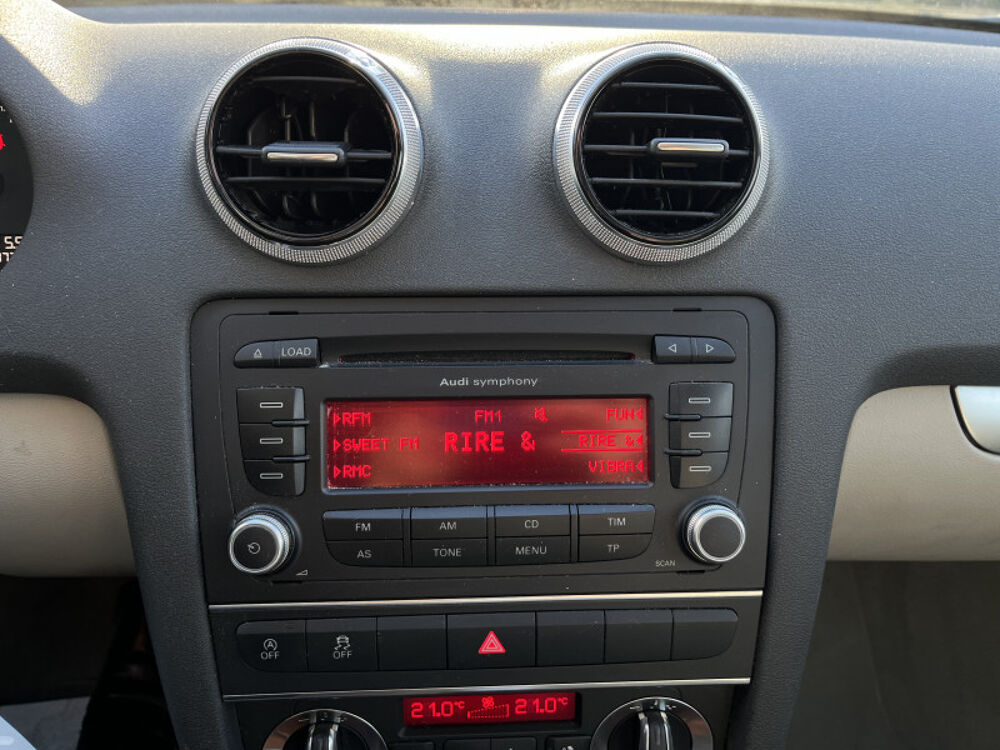 LOAD
Audi symphony
RFM FM1 FUN
SWEET FM RIRE & RIRE &
RMC VIBRA
FM AM CD TIM
AS TONE MENU TP
SCAN
A OFF OFF
21.0°C 21.0°C